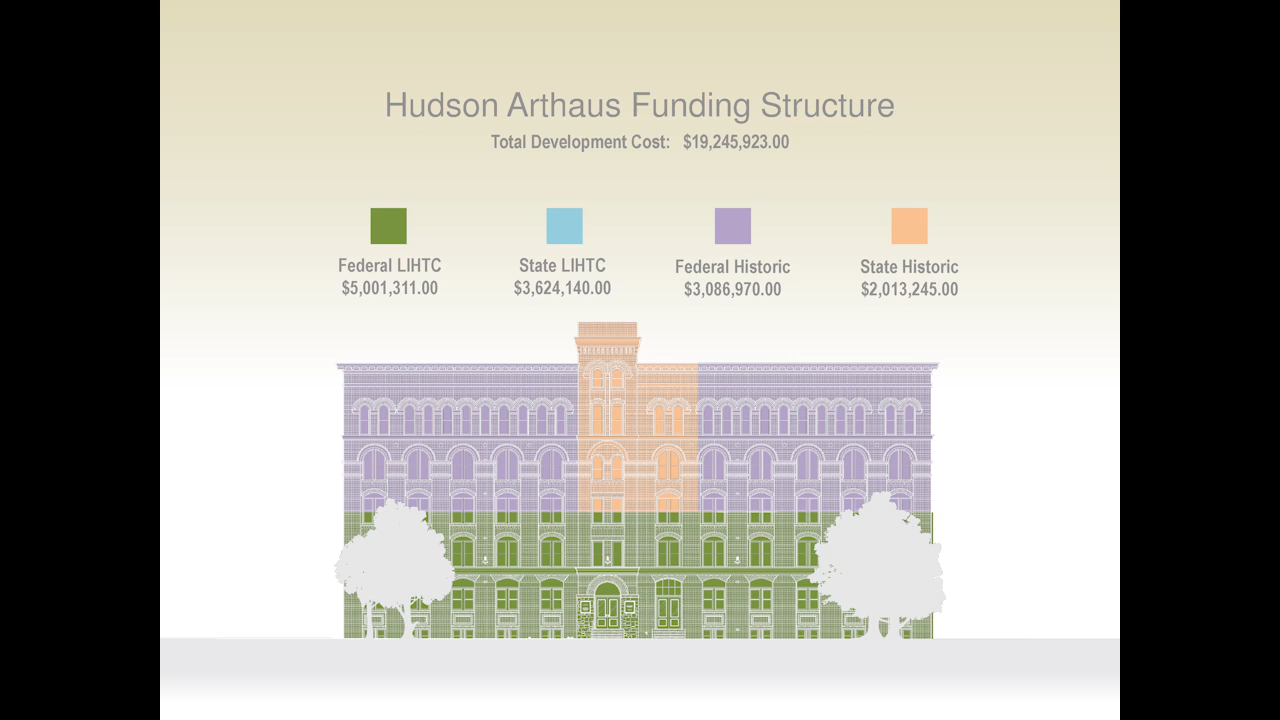 Hudson Arthaus Funding Structure
Total Development Cost: $19,245,923.00
Federal LIHTC
$5,001,311.00
State LIHTC
$3,624,140.00
Federal Historic
$3,086,970.00
State Historic
$2,013,245.00